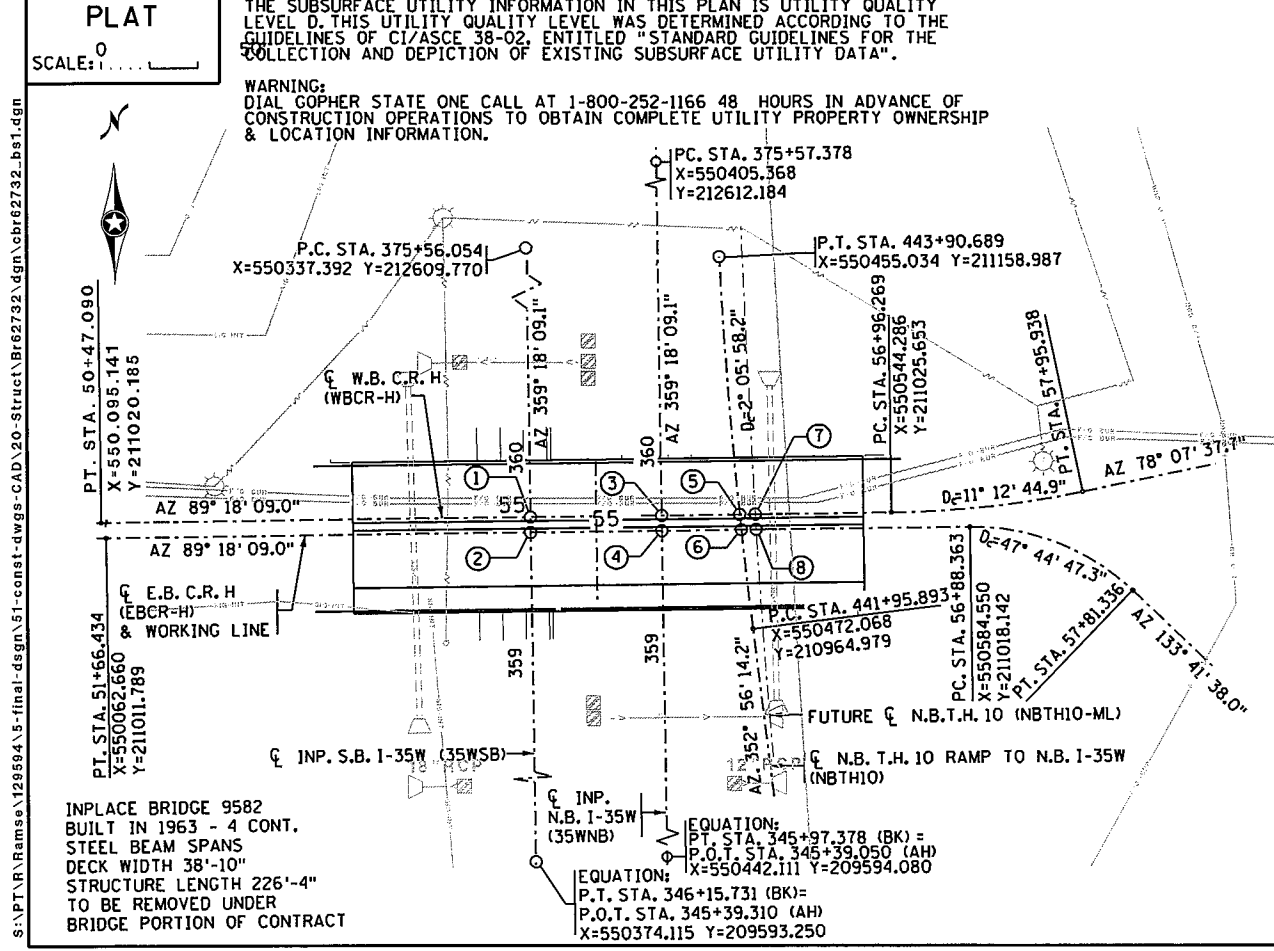 PLAT
SCALE:
0
50
THE SUBSURFACE UTILITY INFORMATION IN THIS PLAN IS UTILITY QUALITY
LEVEL D. THIS UTILITY QUALITY LEVEL WAS DETERMINED ACCORDING TO THE
GUIDELINES OF CI/ASCE 38-02, ENTITLED "STANDARD GUIDELINES FOR THE
COLLECTION AND DEPICTION OF EXISTING SUBSURFACE UTILITY DATA".
WARNING:
DIAL GOPHER STATE ONE CALL AT 1-800-252-1166 48 HOURS IN ADVANCE OF
CONSTRUCTION OPERATIONS TO OBTAIN COMPLETE UTILITY PROPERTY OWNERSHIP
& LOCATION INFORMATION.
s:\PT\R\Ramse\129594\5-final-dsgn\51-const-dwgs-CAD\20-Struct\Br62732\dgn\cbr62732_bs1.dgn
N
PC. STA. 375+57.378
X=550405.368
Y=212612.184
P.C. STA. 375+56.054
X=550337.392 Y=212609.770
P.T. STA. 443+90.689
X=550455.034 Y=211158.987
PT. STA. 50+47.090
X=550.095.141
Y=211020.185
℄ W.B. C.R. H
(WBCR-H)
AZ 359° 18' 09.1"
AZ 359° 18' 09.1"
D꜀=2° 05' 58.2"
PC. STA. 56+96.269
X=550544.286
Y=211025.653
PT. STA. 57+95.938
360
360
1
3
5
7
55
55
AZ 89° 18' 09.0"
AZ 89° 18' 09.0"
D꜀=11° 12' 44.9"
AZ 78° 07' 37.7"
2
4
6
8
℄ E.B. C.R. H
(EBCR-H)
& WORKING LINE
PT. STA. 51+66.434
X=550062.660
Y=211011.789
359
359
P.C. STA. 441+95.893
X=550472.068
Y=210964.979
AZ. 352° 56' 14.2"
PC. STA. 56+88.363
X=550584.550
Y=211018.142
D꜀=47° 44' 47.3"
PT. STA. 57+81.336
AZ 133° 41' 38.0"
FUTURE ℄ N.B.T.H. 10 (NBTH10-ML)
℄ INP. S.B. I-35W (35WSB)
℄ N.B. T.H. 10 RAMP TO N.B. I-35W
(NBTH10)
℄ INP.
N.B. I-35W
(35WNB)
EQUATION:
PT. STA. 345+97.378 (BK) =
P.O.T. STA. 345+39.050 (AH)
X=550442.111 Y=209594.080
EQUATION:
P.T. STA. 346+15.731 (BK)=
P.O.T. STA. 345+39.310 (AH)
X=550374.115 Y=209593.250
INPLACE BRIDGE 9582
BUILT IN 1963 - 4 CONT.
STEEL BEAM SPANS
DECK WIDTH 38'-10"
STRUCTURE LENGTH 226'-4"
TO BE REMOVED UNDER
BRIDGE PORTION OF CONTRACT